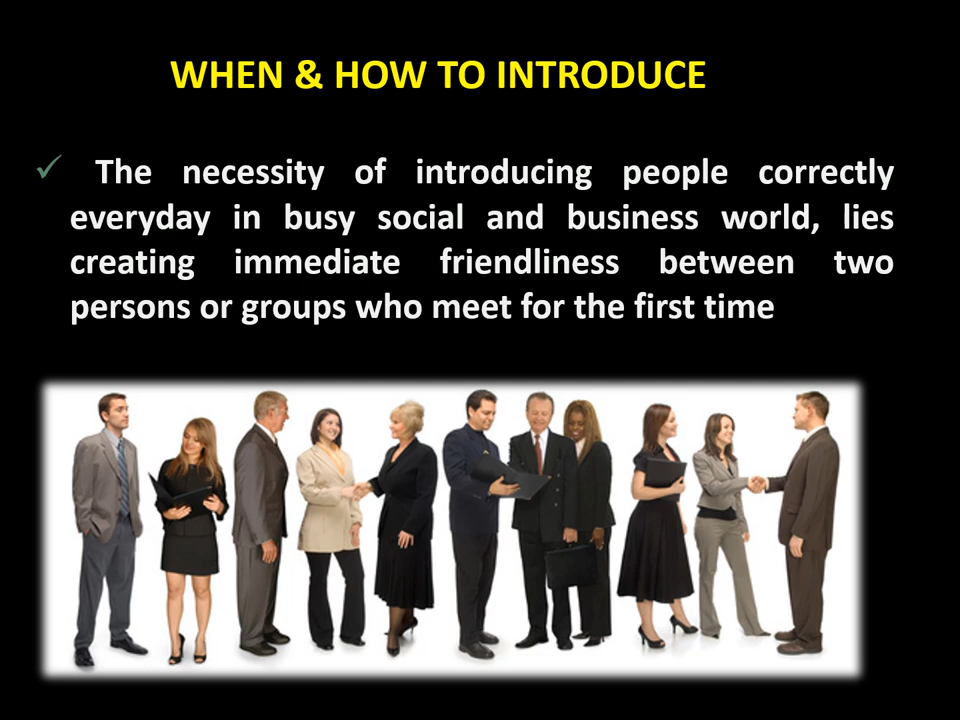 WHEN & HOW TO INTRODUCE
✓ The necessity of introducing people correctly
everyday in busy social and business world, lies
creating immediate friendliness between two
persons or groups who meet for the first time